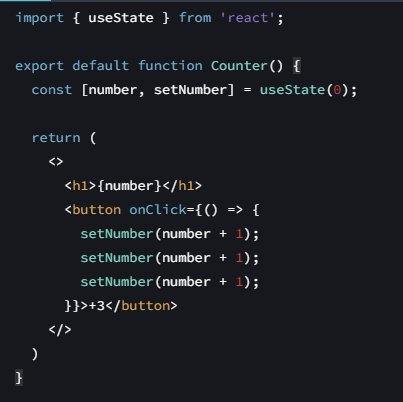 import { useState } from 'react';

export default function Counter() {
  const [number, setNumber] = useState(0);

  return (
    <>
      <h1>{number}</h1>
      <button onClick={() => {
        setNumber(number + 1);
        setNumber(number + 1);
        setNumber(number + 1);
      }}>+3</button>
    </>
  )
}